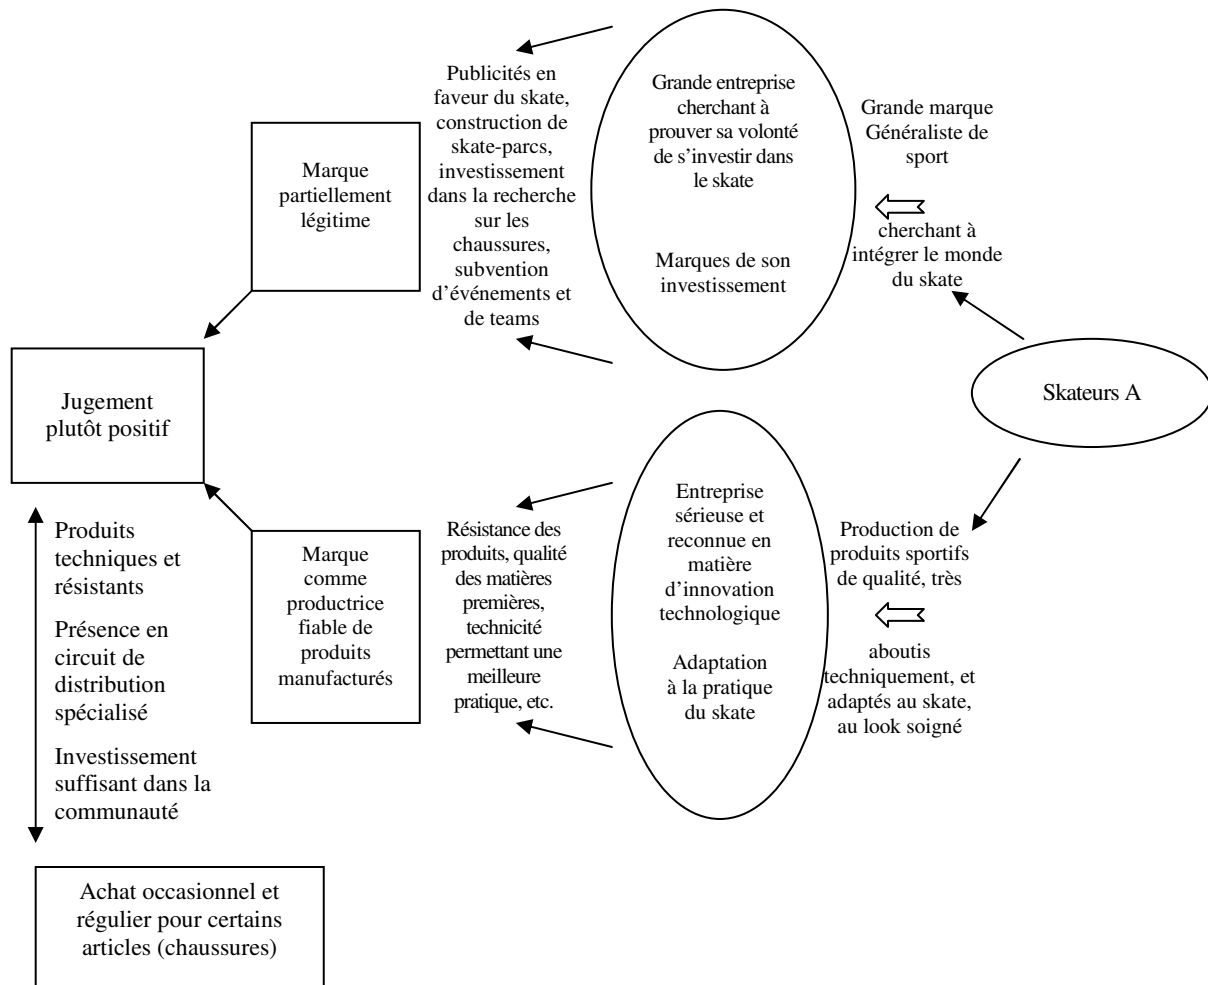 Publicités en
faveur du skate,
construction de
skate-parcs,
investissement
dans la recherche
sur les
chaussures,
subvention
d’événements et
de teams
Grande entreprise
cherchant à
prouver sa volonté
de s’investir dans
le skate
Marques de son
investissement
Grande marque
Généraliste de
sport
cherchant à
intégrer le monde
du skate
Marque
partiellement
légitime
Jugement
plutôt positif
Skateurs A
Produits
techniques et
résistants
Présence en
circuit de
distribution
spécialisé
Investissement
suffisant dans la
communauté
Marque
comme
productrice
fiable de
produits
manufacturés
Résistance des
produits, qualité
des matières
premières,
technicité
permettant une
meilleure
pratique, etc.
Entreprise
sérieuse et
reconnue en
matière
d’innovation
technologique
Adaptation
à la pratique
du skate
Production de
produits sportifs
de qualité, très
aboutis
techniquement, et
adaptés au skate,
au look soigné
Achat occasionnel et
régulier pour certains
articles (chaussures)